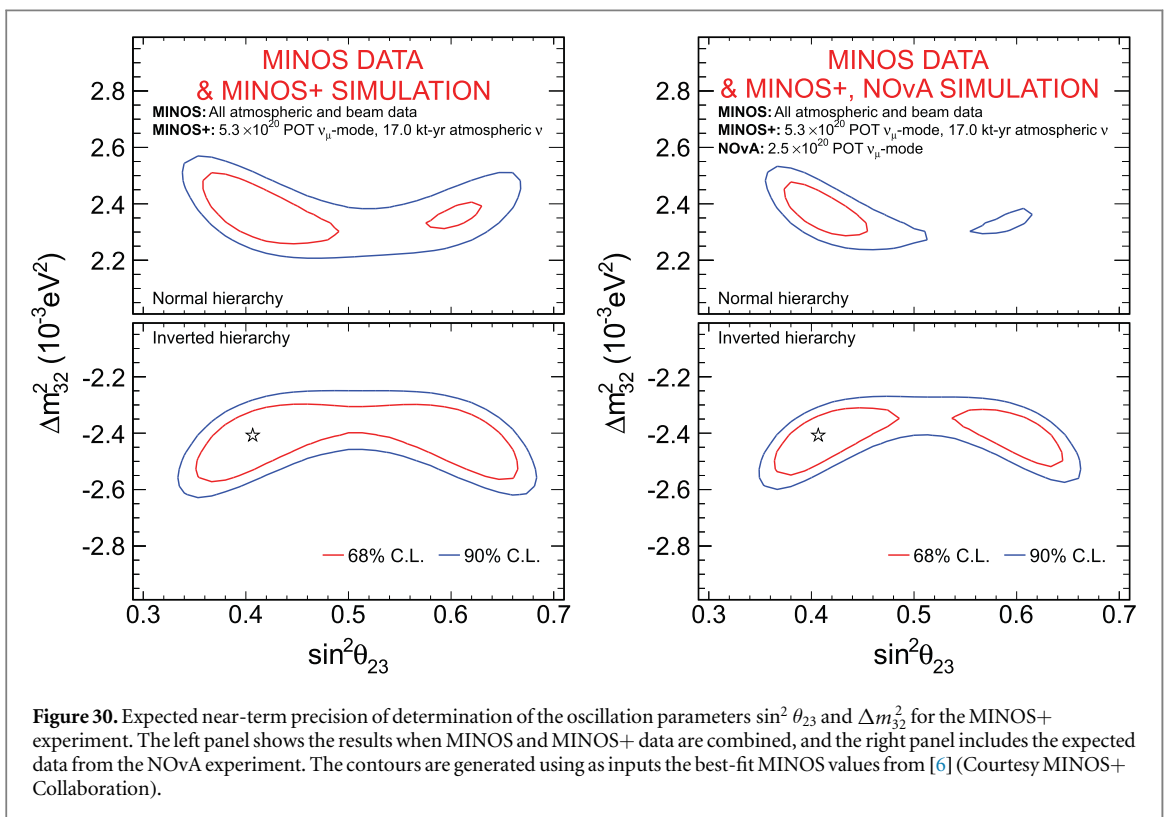 MINOS DATA
& MINOS+ SIMULATION
MINOS: All atmospheric and beam data
MINOS+: 5.3 ×10²⁰ POT νμ-mode, 17.0 kt-yr atmospheric ν
2.8
2.6
2.4
2.2
Normal hierarchy
Inverted hierarchy
-2.2
-2.4
-2.6
-2.8
68% C.L. 90% C.L.
0.3 0.4 0.5 0.6 0.7
sin²θ₂₃
Δm²₃₂ (10⁻³eV²)
MINOS DATA
& MINOS+, NOvA SIMULATION
MINOS: All atmospheric and beam data
MINOS+: 5.3 ×10²⁰ POT νμ-mode, 17.0 kt-yr atmospheric ν
NOvA: 2.5 ×10²⁰ POT νμ-mode
2.8
2.6
2.4
2.2
Normal hierarchy
Inverted hierarchy
-2.2
-2.4
-2.6
-2.8
68% C.L. 90% C.L.
0.3 0.4 0.5 0.6 0.7
sin²θ₂₃
Δm²₃₂ (10⁻³eV²)
Figure 30. Expected near-term precision of determination of the oscillation parameters sin² θ₂₃ and Δm²₃₂ for the MINOS+
experiment. The left panel shows the results when MINOS and MINOS+ data are combined, and the right panel includes the expected
data from the NOvA experiment. The contours are generated using as inputs the best-fit MINOS values from [6] (Courtesy MINOS+
Collaboration).